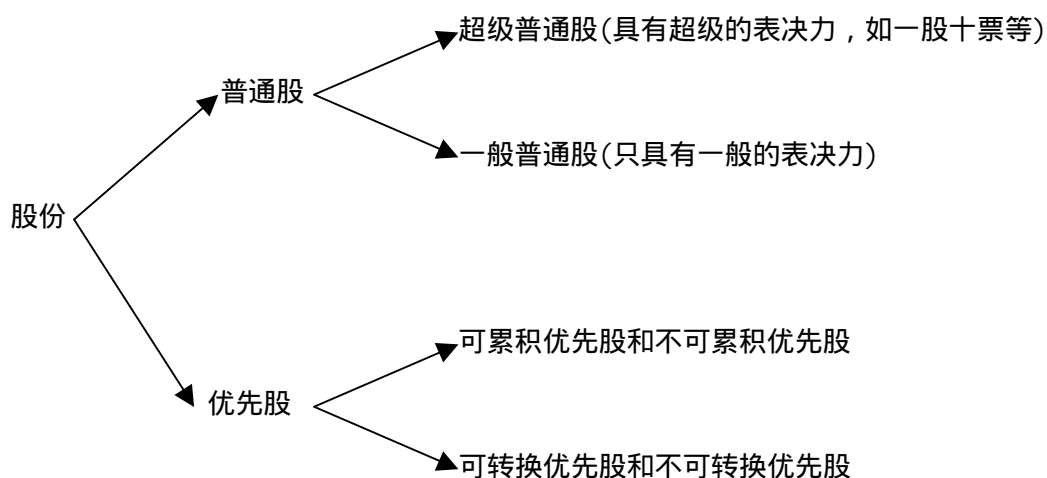 超级普通股(具有超级的表决力，如一股十票等)
普通股
一般普通股(只具有一般的表决力)
股份
可累积优先股和不可累积优先股
优先股
可转换优先股和不可转换优先股